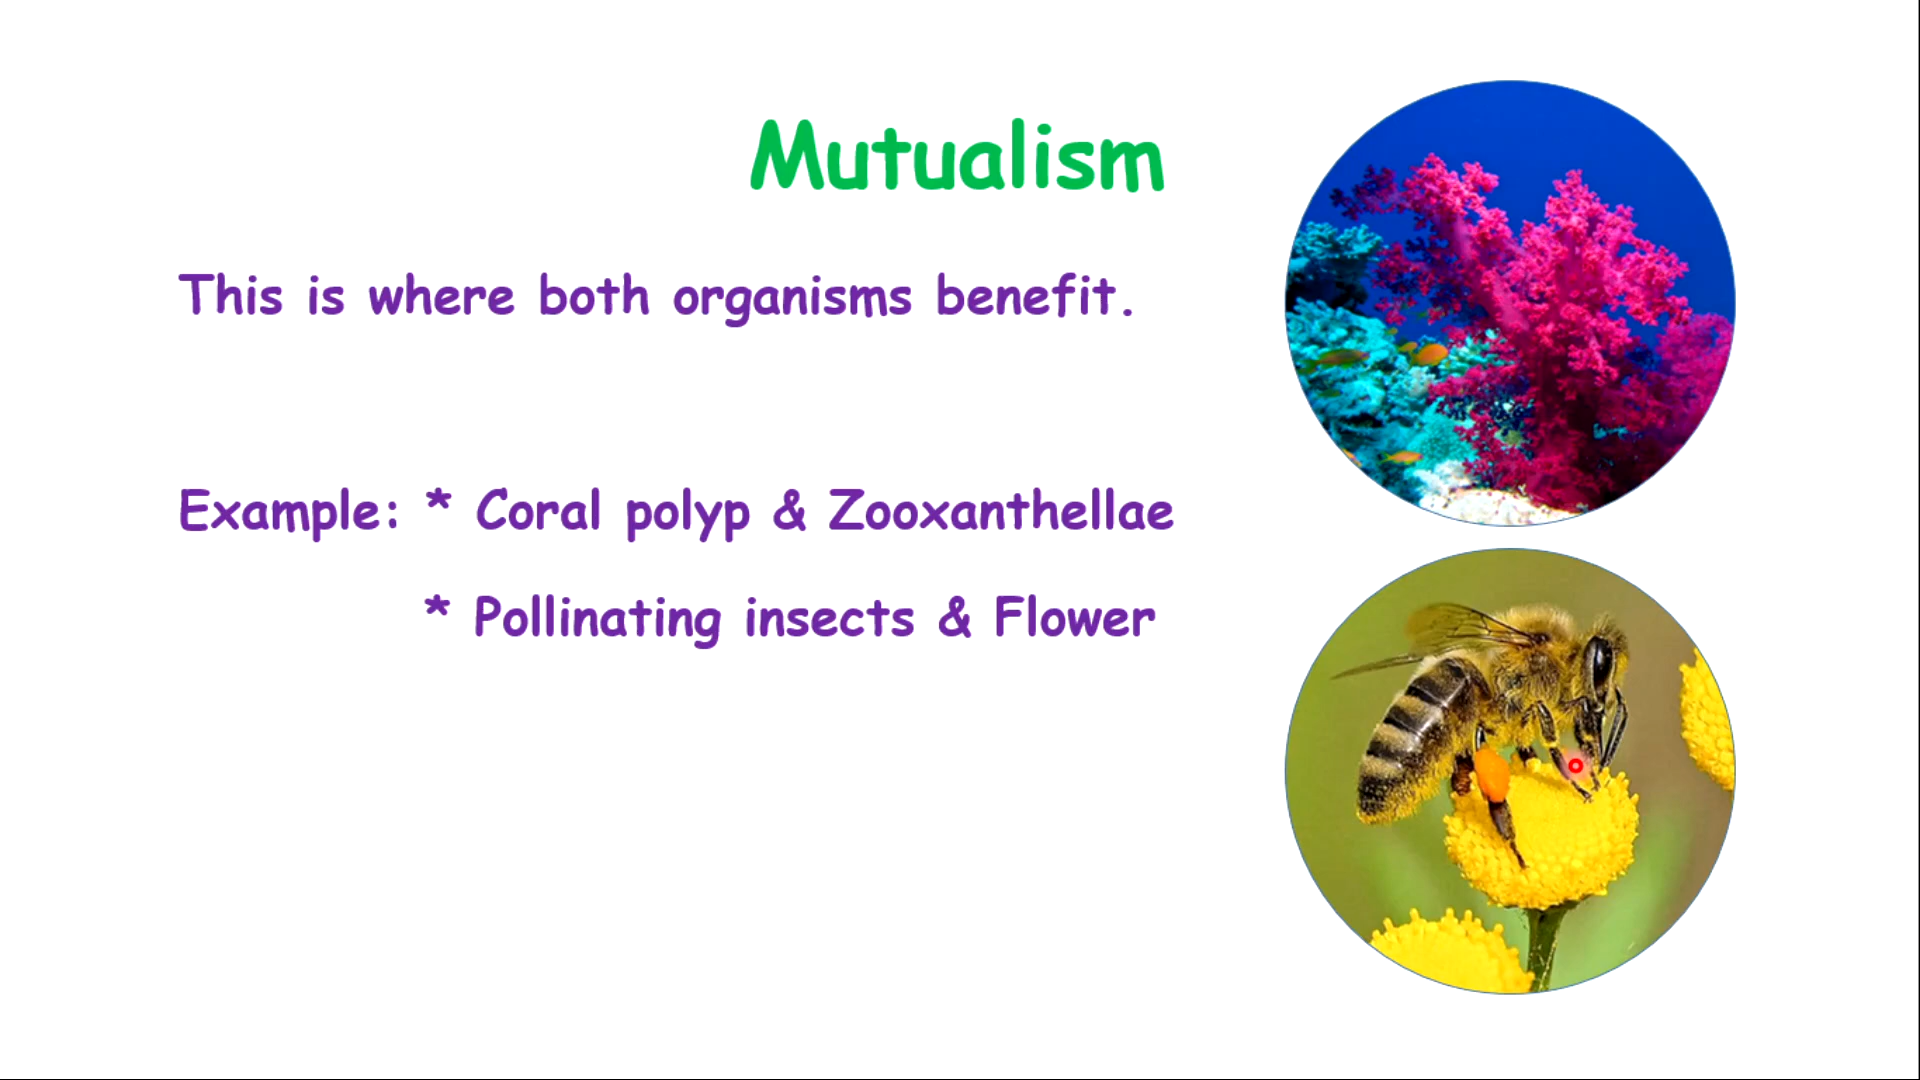 Mutualism
This is where both organisms benefit.
Example: * Coral polyp & Zooxanthellae
* Pollinating insects & Flower